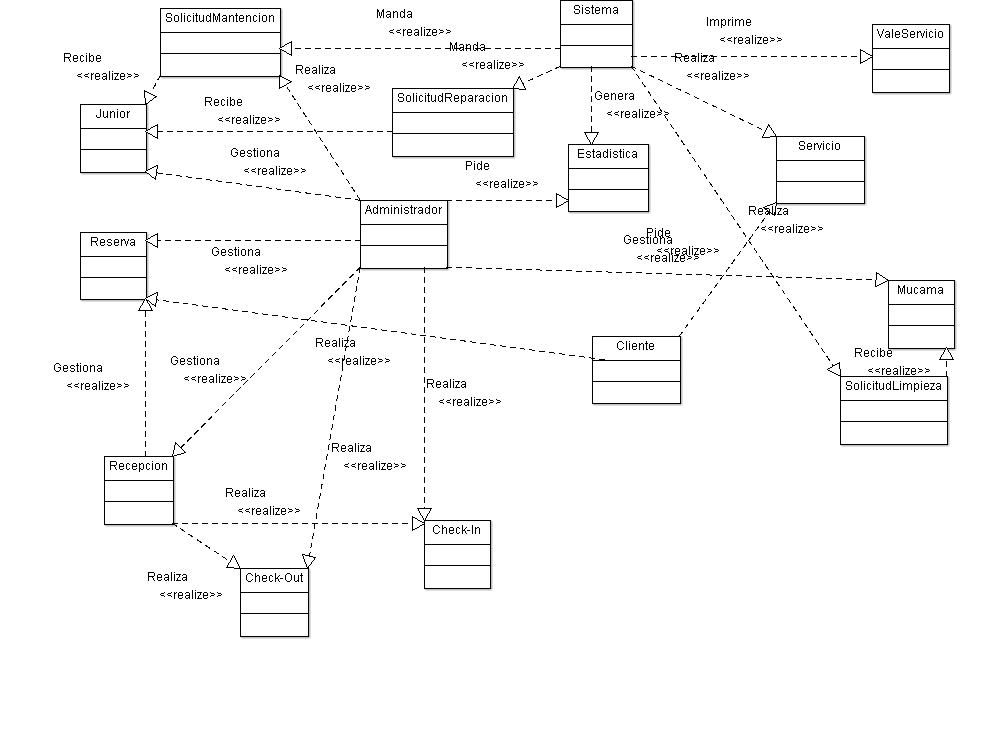 SolicitudMantencion
Manda
<<realize>>
Sistema
Imprime
<<realize>>
ValeServicio
Recibe
<<realize>>
Realiza
<<realize>>
Manda
<<realize>>
Realiza
<<realize>>
Junior
Recibe
<<realize>>
SolicitudReparacion
Genera
<<realize>>
Gestiona
<<realize>>
Pide
<<realize>>
Estadistica
Servicio
Administrador
Realiza
<<realize>>
Reserva
Gestiona
<<realize>>
Pide
<<realize>>
Gestiona
<<realize>>
Mucama
Cliente
Realiza
<<realize>>
Recibe
<<realize>>
SolicitudLimpieza
Gestiona
<<realize>>
Gestiona
<<realize>>
Realiza
<<realize>>
Realiza
<<realize>>
Recepcion
Realiza
<<realize>>
Check-In
Realiza
<<realize>>
Check-Out